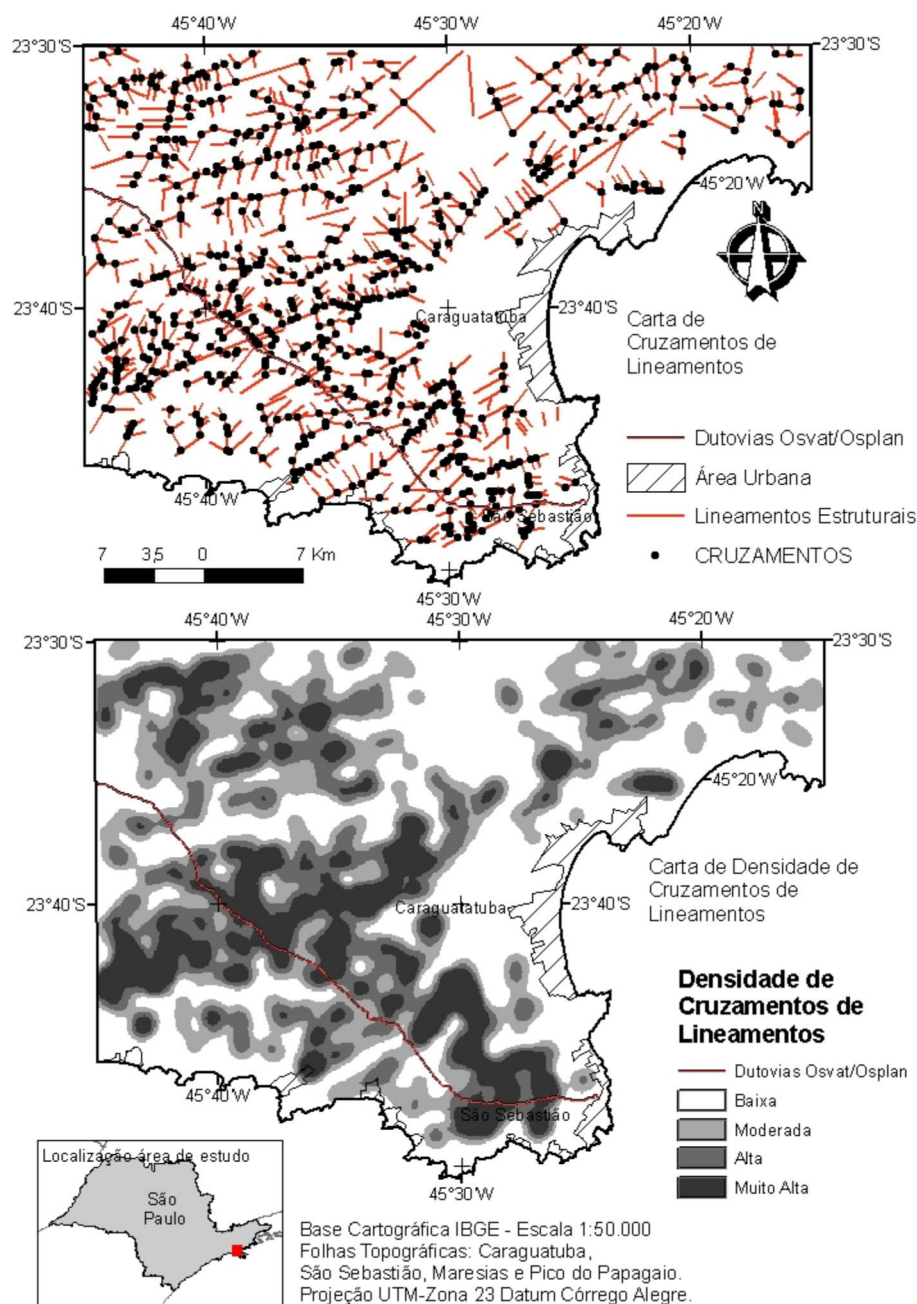 45°40'W
45°30'W
45°20'W
23°30'S
23°30'S
45°20'W
N
23°40'S
Caraguatatuba
23°40'S
Carta de
Cruzamentos de
Lineamentos
Dutovias Osvat/Osplan
Área Urbana
Lineamentos Estruturais
CRUZAMENTOS
São Sebastião
45°40'W
7 3,5 0 7 Km
45°30'W
45°40'W
45°30'W
45°20'W
23°30'S
23°30'S
45°20'W
Carta de Densidade de
Cruzamentos de
Lineamentos
23°40'S
Caraguatatuba
23°40'S
Densidade de
Cruzamentos de
Lineamentos
Dutovias Osvat/Osplan
Baixa
Moderada
Alta
Muito Alta
45°40'W
São Sebastião
45°30'W
Localização área de estudo
São
Paulo
Base Cartográfica IBGE - Escala 1:50.000
Folhas Topográficas: Caraguatuba,
São Sebastião, Maresias e Pico do Papagaio.
Projeção UTM-Zona 23 Datum Córrego Alegre.